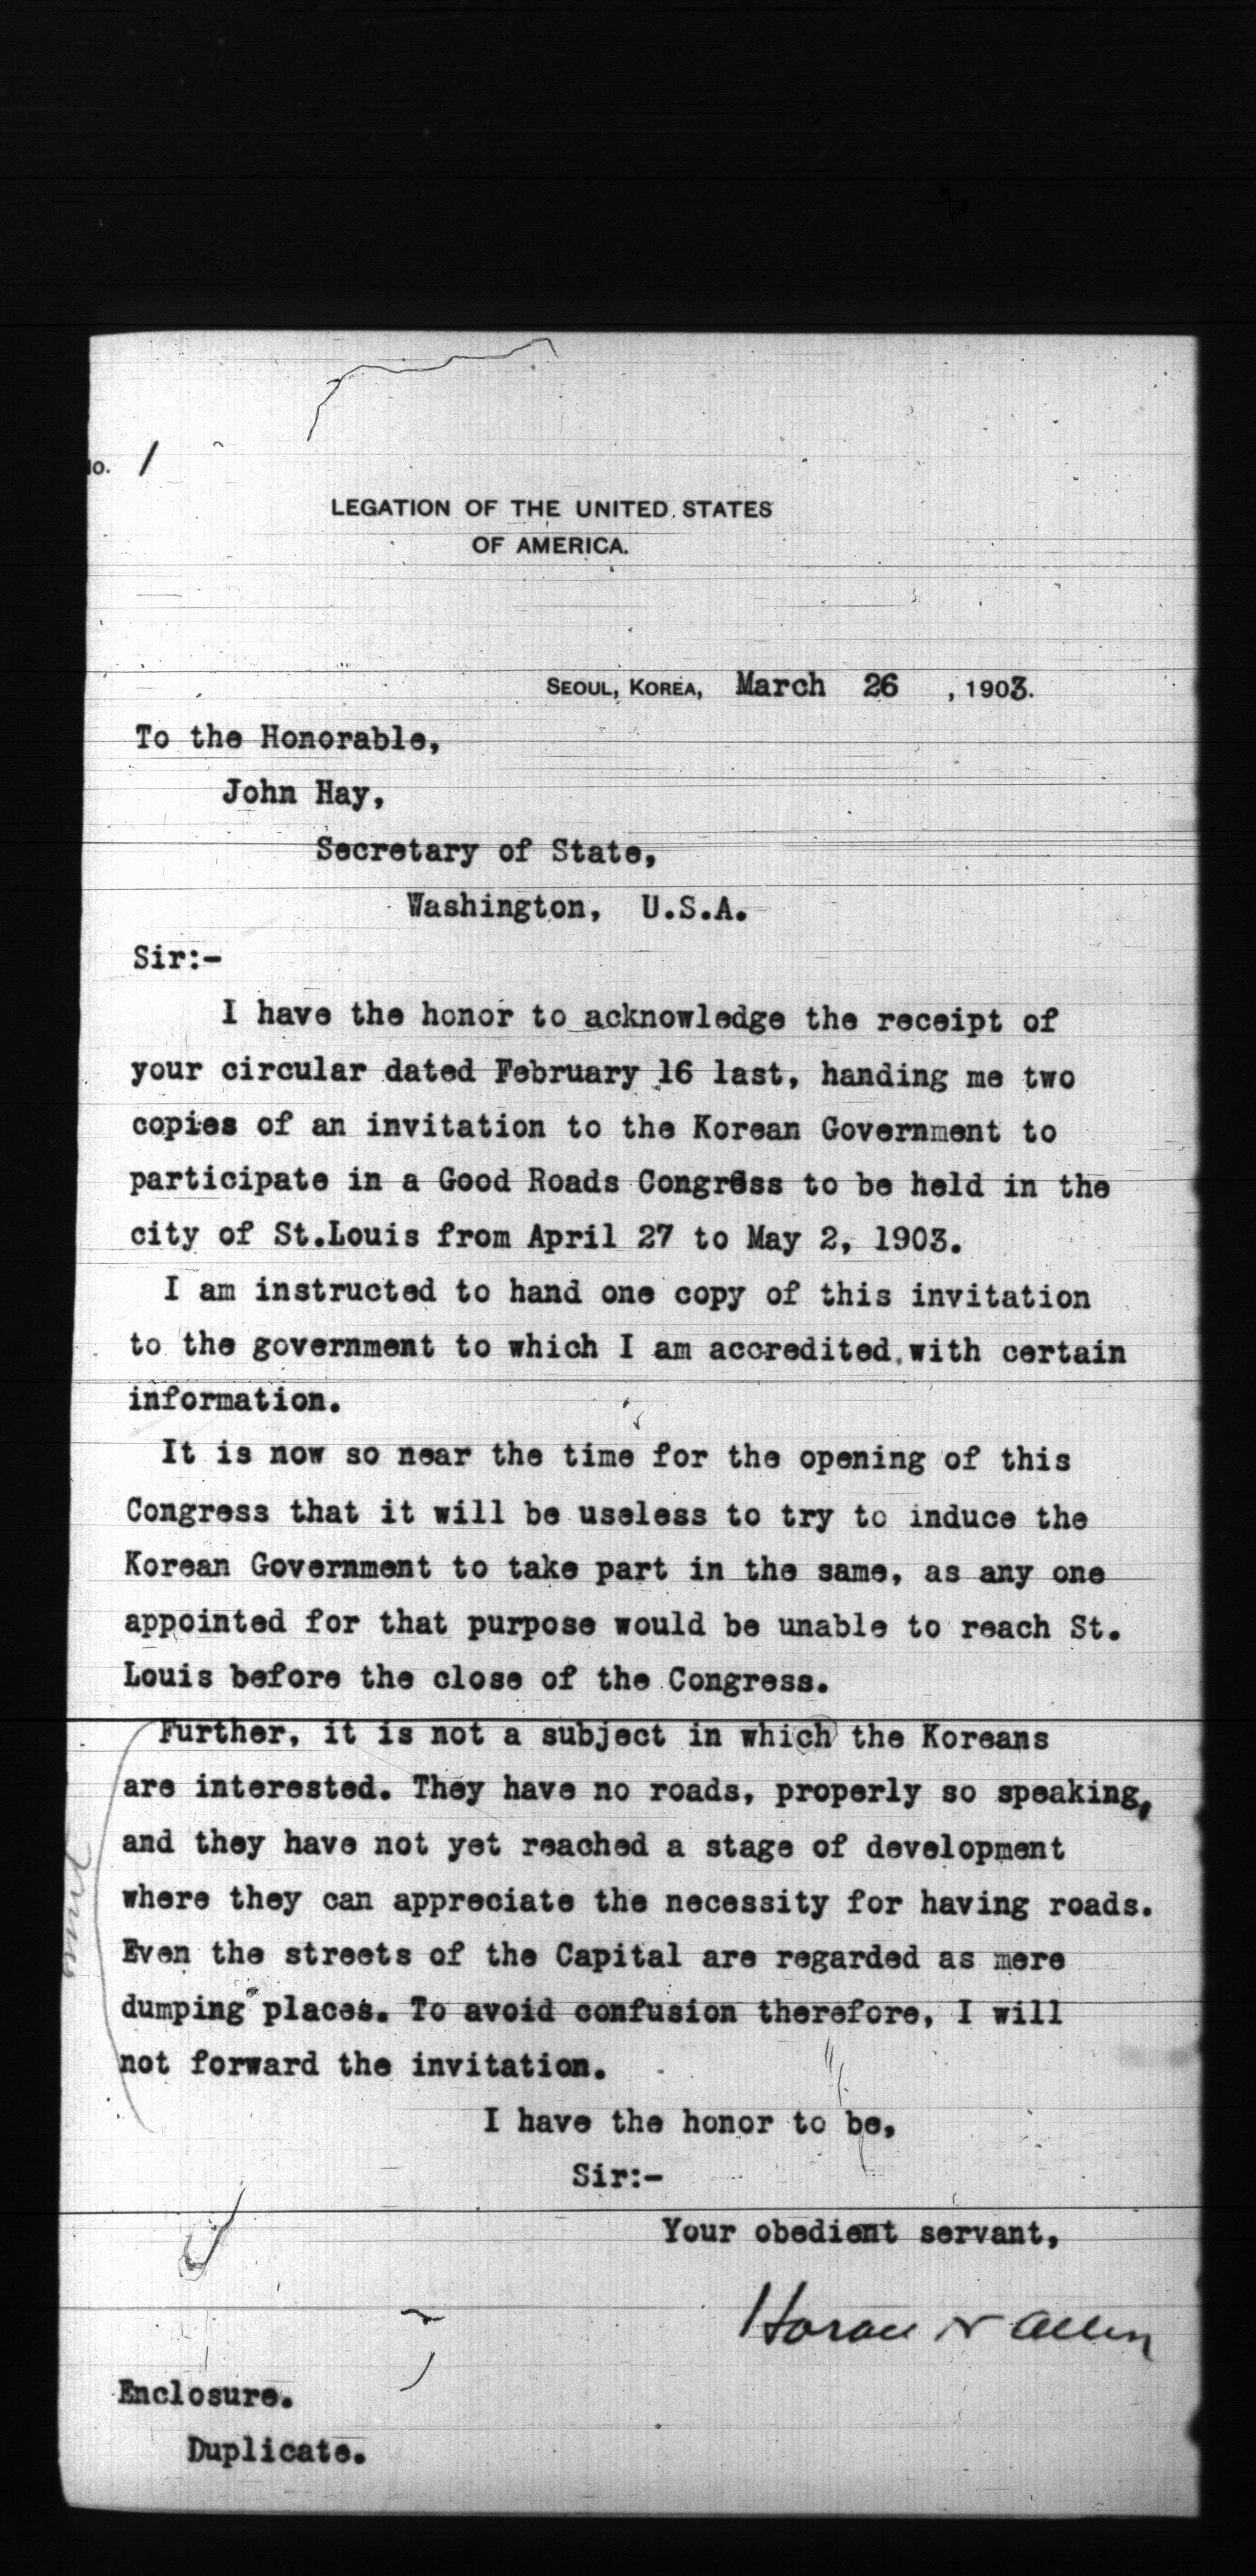 No. 1
LEGATION OF THE UNITED STATES
OF AMERICA.
SEOUL, KOREA, March 26 , 1903.
To the Honorable,
John Hay,
Secretary of State,
Washington, U.S.A.
Sir:-
I have the honor to acknowledge the receipt of
your circular dated February 16 last, handing me two
copies of an invitation to the Korean Government to
participate in a Good Roads Congress to be held in the
city of St.Louis from April 27 to May 2, 1903.
I am instructed to hand one copy of this invitation
to the government to which I am accredited, with certain
information.
It is now so near the time for the opening of this
Congress that it will be useless to try to induce the
Korean Government to take part in the same, as any one
appointed for that purpose would be unable to reach St.
Louis before the close of the Congress.
Further, it is not a subject in which the Koreans
are interested. They have no roads, properly so speaking,
and they have not yet reached a stage of development
where they can appreciate the necessity for having roads.
Even the streets of the Capital are regarded as mere
dumping places. To avoid confusion therefore, I will
not forward the invitation.
I have the honor to be,
Sir:-
Your obedient servant,
Horace N Allen
Enclosure.
Duplicate.